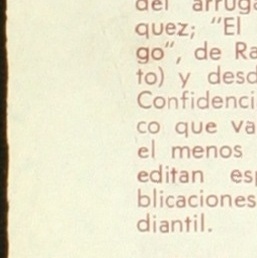 del arruga
quez; "El
go", de Ra
to) y desd
Confidenci
co que va
el menos
editan esp
blicaciones
diantil.